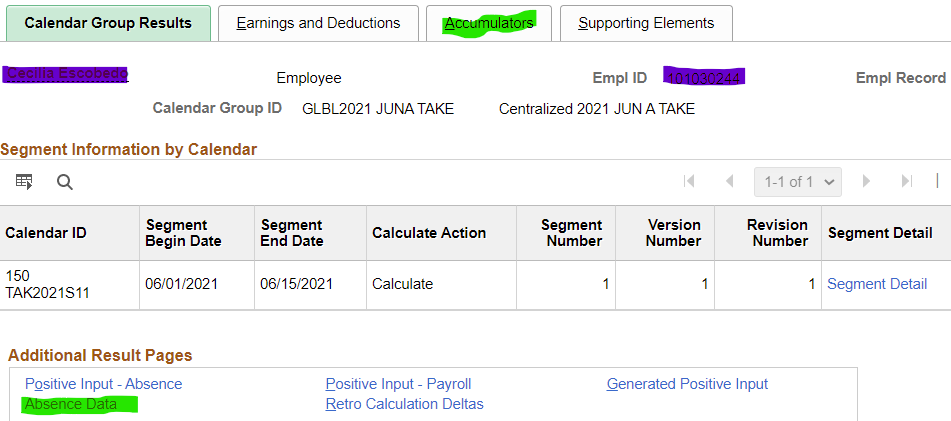 Calendar Group Results Earnings and Deductions Accumulators Supporting Elements
Cecilia Escobedo Employee Empl ID 101030244 Empl Record
Calendar Group ID GLBL2021 JUNA TAKE Centralized 2021 JUN A TAKE
Segment Information by Calendar
1-1 of 1
Calendar ID Segment Begin Date Segment End Date Calculate Action Segment Number Version Number Revision Number Segment Detail
150 TAK2021S11 06/01/2021 06/15/2021 Calculate 1 1 1 Segment Detail
Additional Result Pages
Positive Input - Absence Positive Input - Payroll Generated Positive Input
Absence Data Retro Calculation Deltas